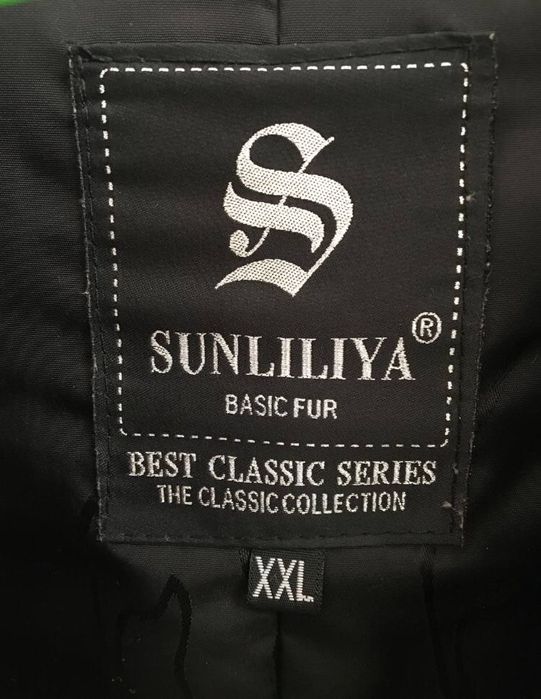 S
SUNLILIYA®
BASIC FUR
BEST CLASSIC SERIES
THE CLASSIC COLLECTION
XXL